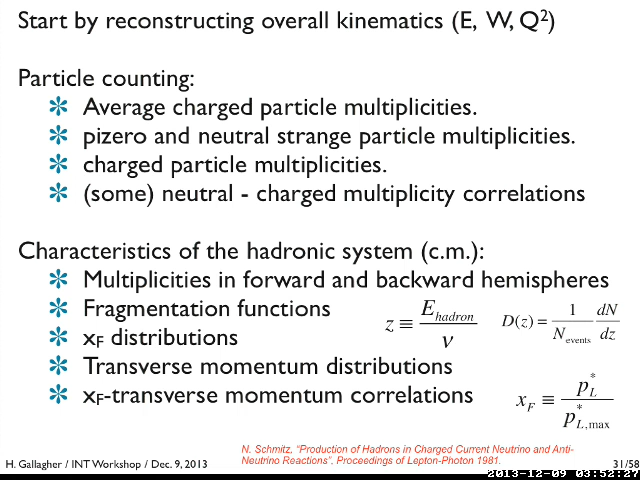 Start by reconstructing overall kinematics (E, W, Q²)
Particle counting:
✻ Average charged particle multiplicities.
✻ pizero and neutral strange particle multiplicities.
✻ charged particle multiplicities.
✻ (some) neutral - charged multiplicity correlations
Characteristics of the hadronic system (c.m.):
✻ Multiplicities in forward and backward hemispheres
✻ Fragmentation functions
z ≡ E_hadron / ν
D(z) = 1/N_events dN/dz
✻ x_F distributions
✻ Transverse momentum distributions
✻ x_F-transverse momentum correlations
x_F ≡ p*_L / p*_L,max
N. Schmitz, "Production of Hadrons in Charged Current Neutrino and Anti-
Neutrino Reactions", Proceedings of Lepton-Photon 1981.
H. Gallagher / INT Workshop / Dec. 9, 2013
31/58
2013-12-09 03:52:27